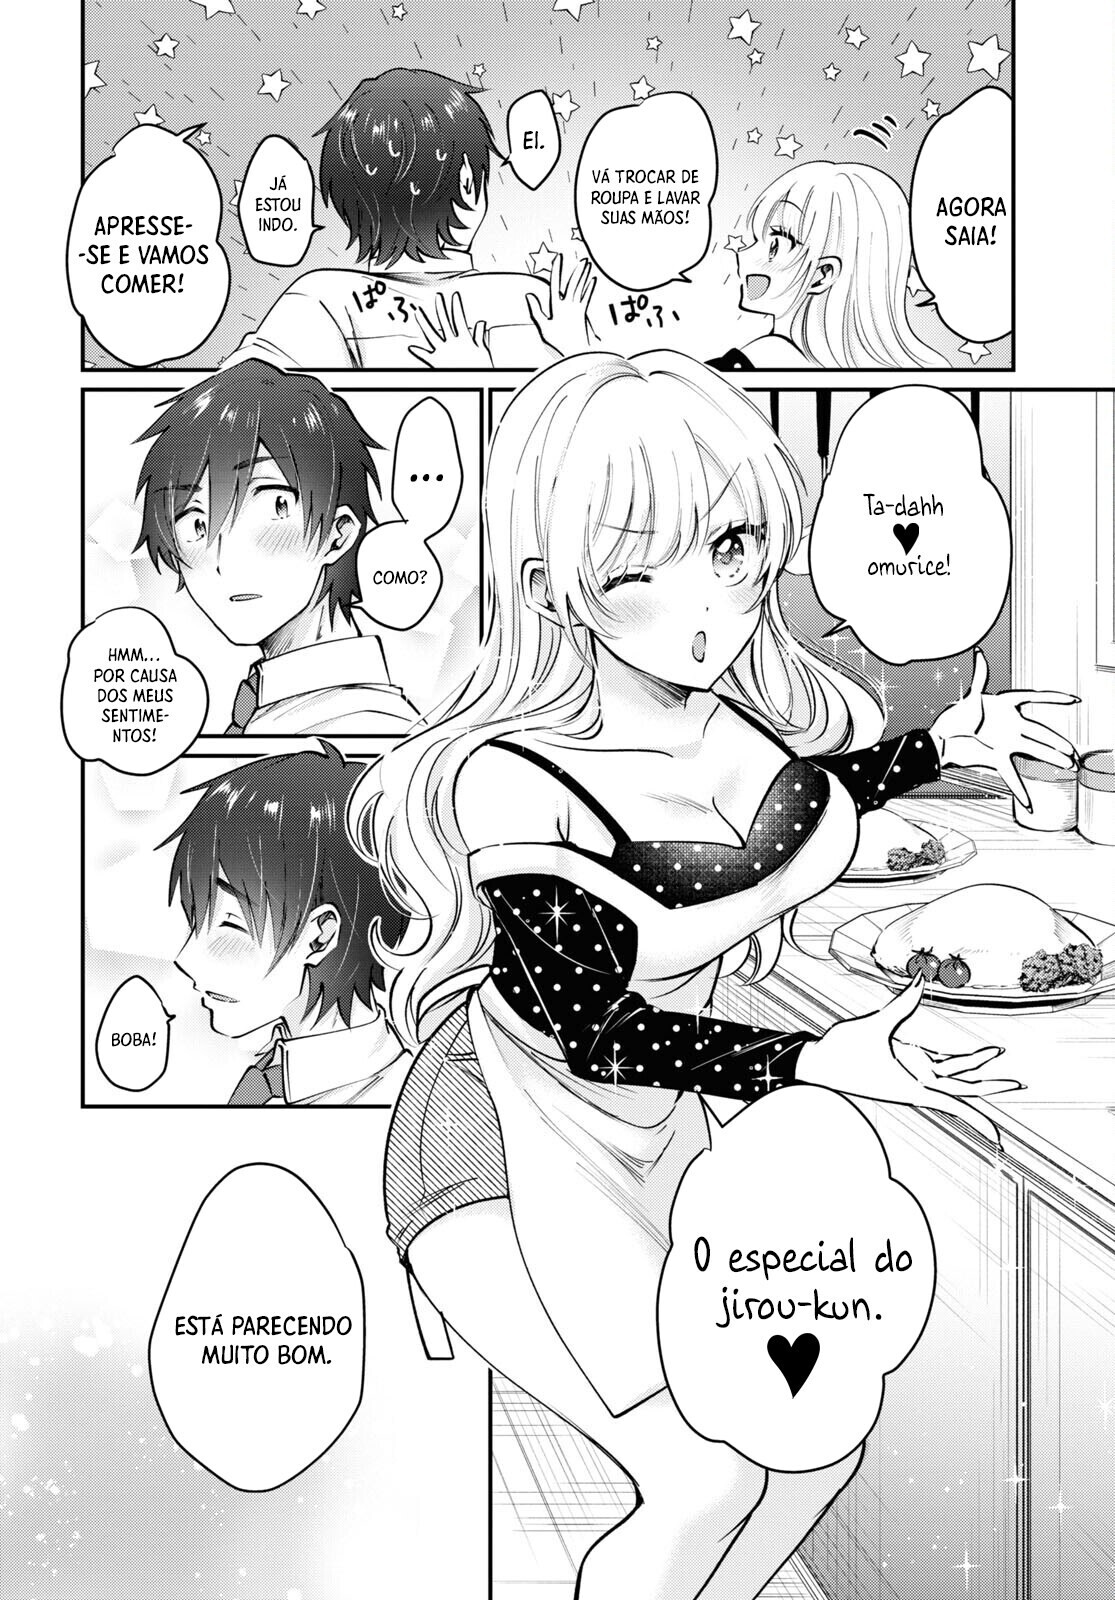 AGORA
SAIA!
VÁ TROCAR DE
ROUPA E LAVAR
SUAS MÃOS!
EI.
JÁ
ESTOU
INDO.
APRESSE-
-SE E VAMOS
COMER!
ぱふ
ぱふ
Ta-dahh
♥
omurice!
O especial do
jirou-kun.
♥
...
COMO?
HMM...
POR CAUSA
DOS MEUS
SENTIME-
NTOS!
BOBA!
ESTÁ PARECENDO
MUITO BOM.